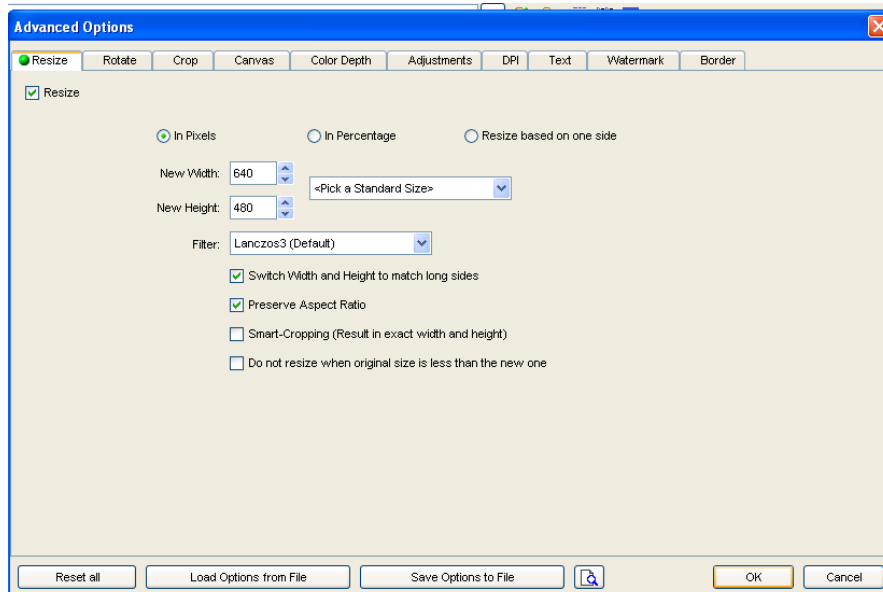 Advanced Options
Resize Rotate Crop Canvas Color Depth Adjustments DPI Text Watermark Border
Resize
In Pixels In Percentage Resize based on one side
New Width: 640
<Pick a Standard Size>
New Height: 480
Filter: Lanczos3 (Default)
Switch Width and Height to match long sides
Preserve Aspect Ratio
Smart-Cropping (Result in exact width and height)
Do not resize when original size is less than the new one
Reset all Load Options from File Save Options to File OK Cancel